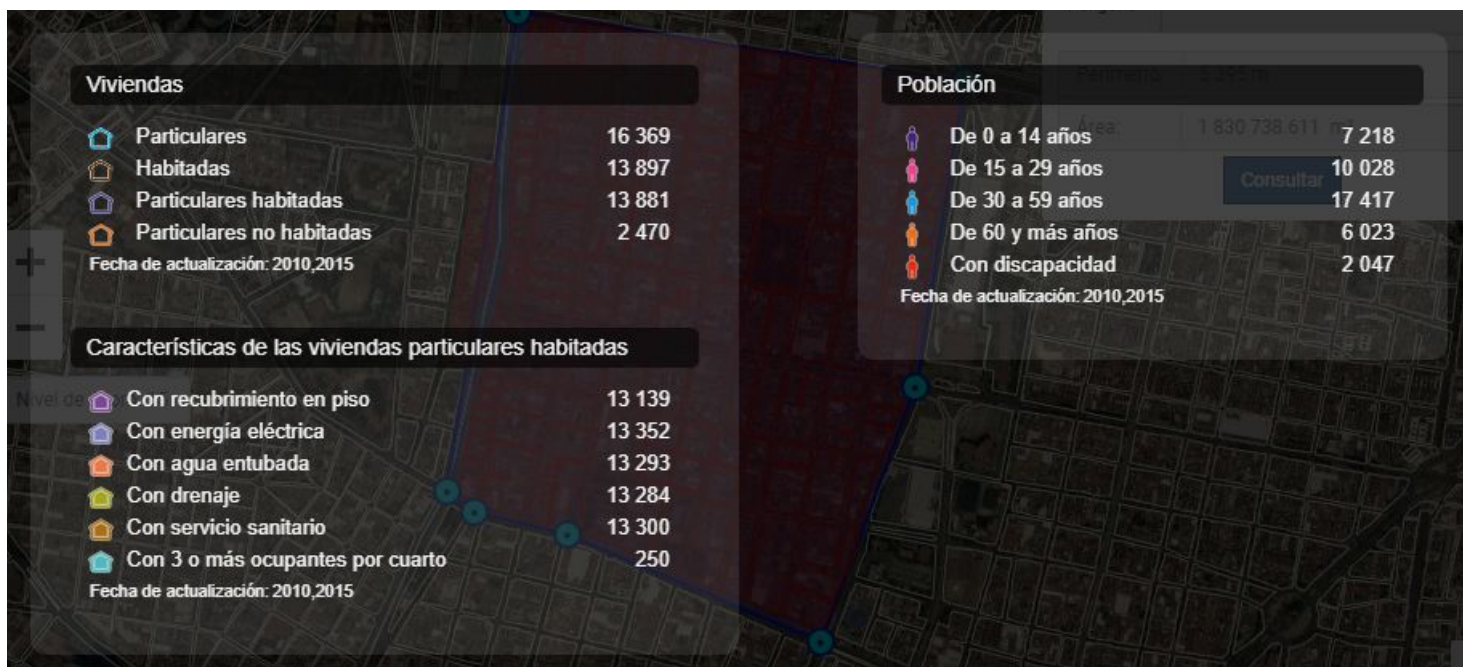 Viviendas
Particulares 16 369
Habitadas 13 897
Particulares habitadas 13 881
Particulares no habitadas 2 470
Fecha de actualización: 2010,2015
Características de las viviendas particulares habitadas
Con recubrimiento en piso 13 139
Con energía eléctrica 13 352
Con agua entubada 13 293
Con drenaje 13 284
Con servicio sanitario 13 300
Con 3 o más ocupantes por cuarto 250
Fecha de actualización: 2010,2015
Población
De 0 a 14 años 7 218
De 15 a 29 años 10 028
De 30 a 59 años 17 417
De 60 y más años 6 023
Con discapacidad 2 047
Fecha de actualización: 2010,2015
Perímetro:
Área: 1 830 738.611 m²
Consultar
+
−
Nivel de